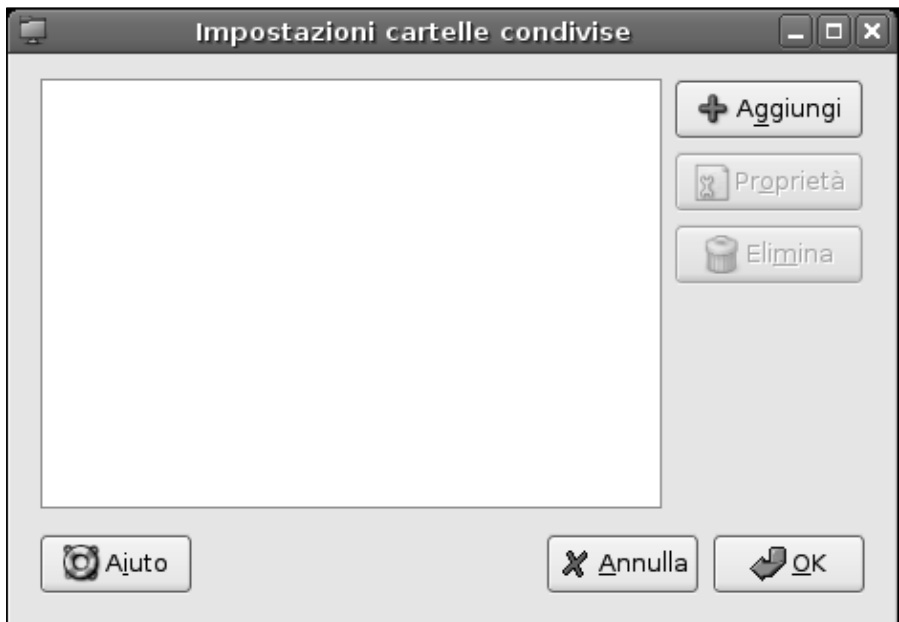 Impostazioni cartelle condivise
Aggiungi
Proprietà
Elimina
Aiuto
Annulla
OK